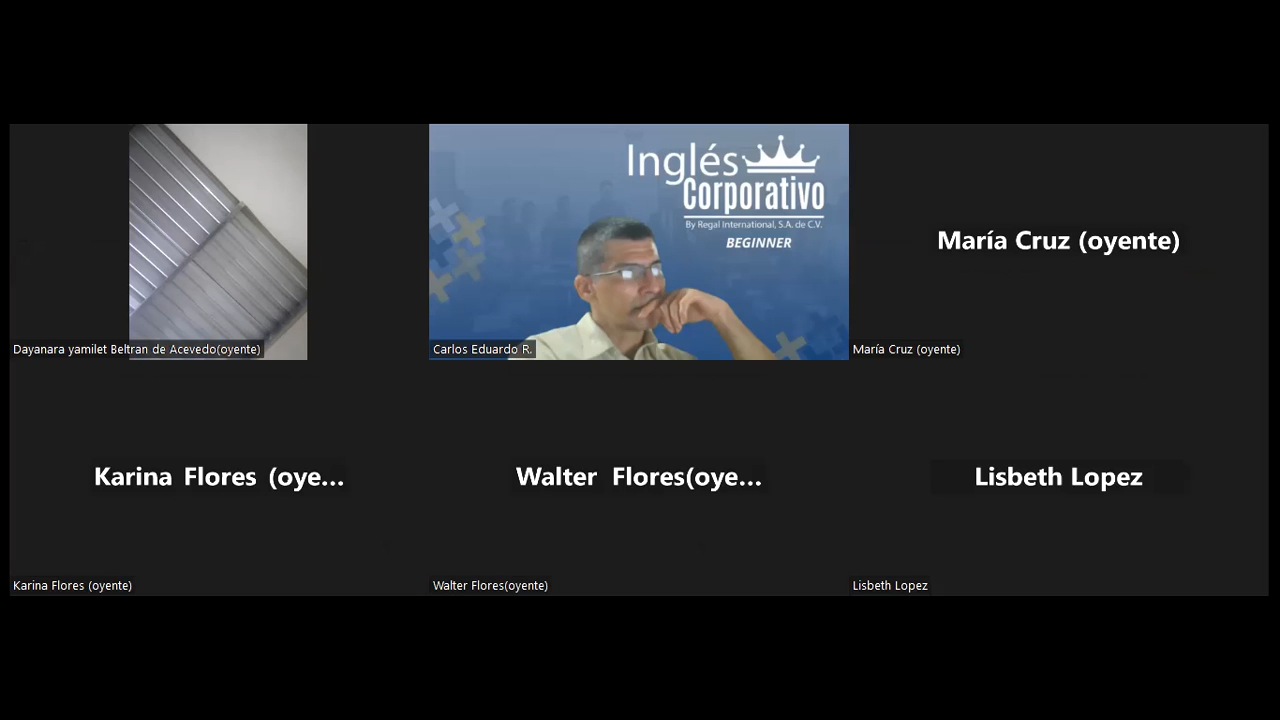 Inglés
Corporativo
By Regal International, S.A. de C.V.
BEGINNER
María Cruz (oyente)
Dayanara yamilet Beltran de Acevedo(oyente)
Carlos Eduardo R.
María Cruz (oyente)
Karina Flores (oye...
Walter Flores(oye...
Lisbeth Lopez
Karina Flores (oyente)
Walter Flores(oyente)
Lisbeth Lopez